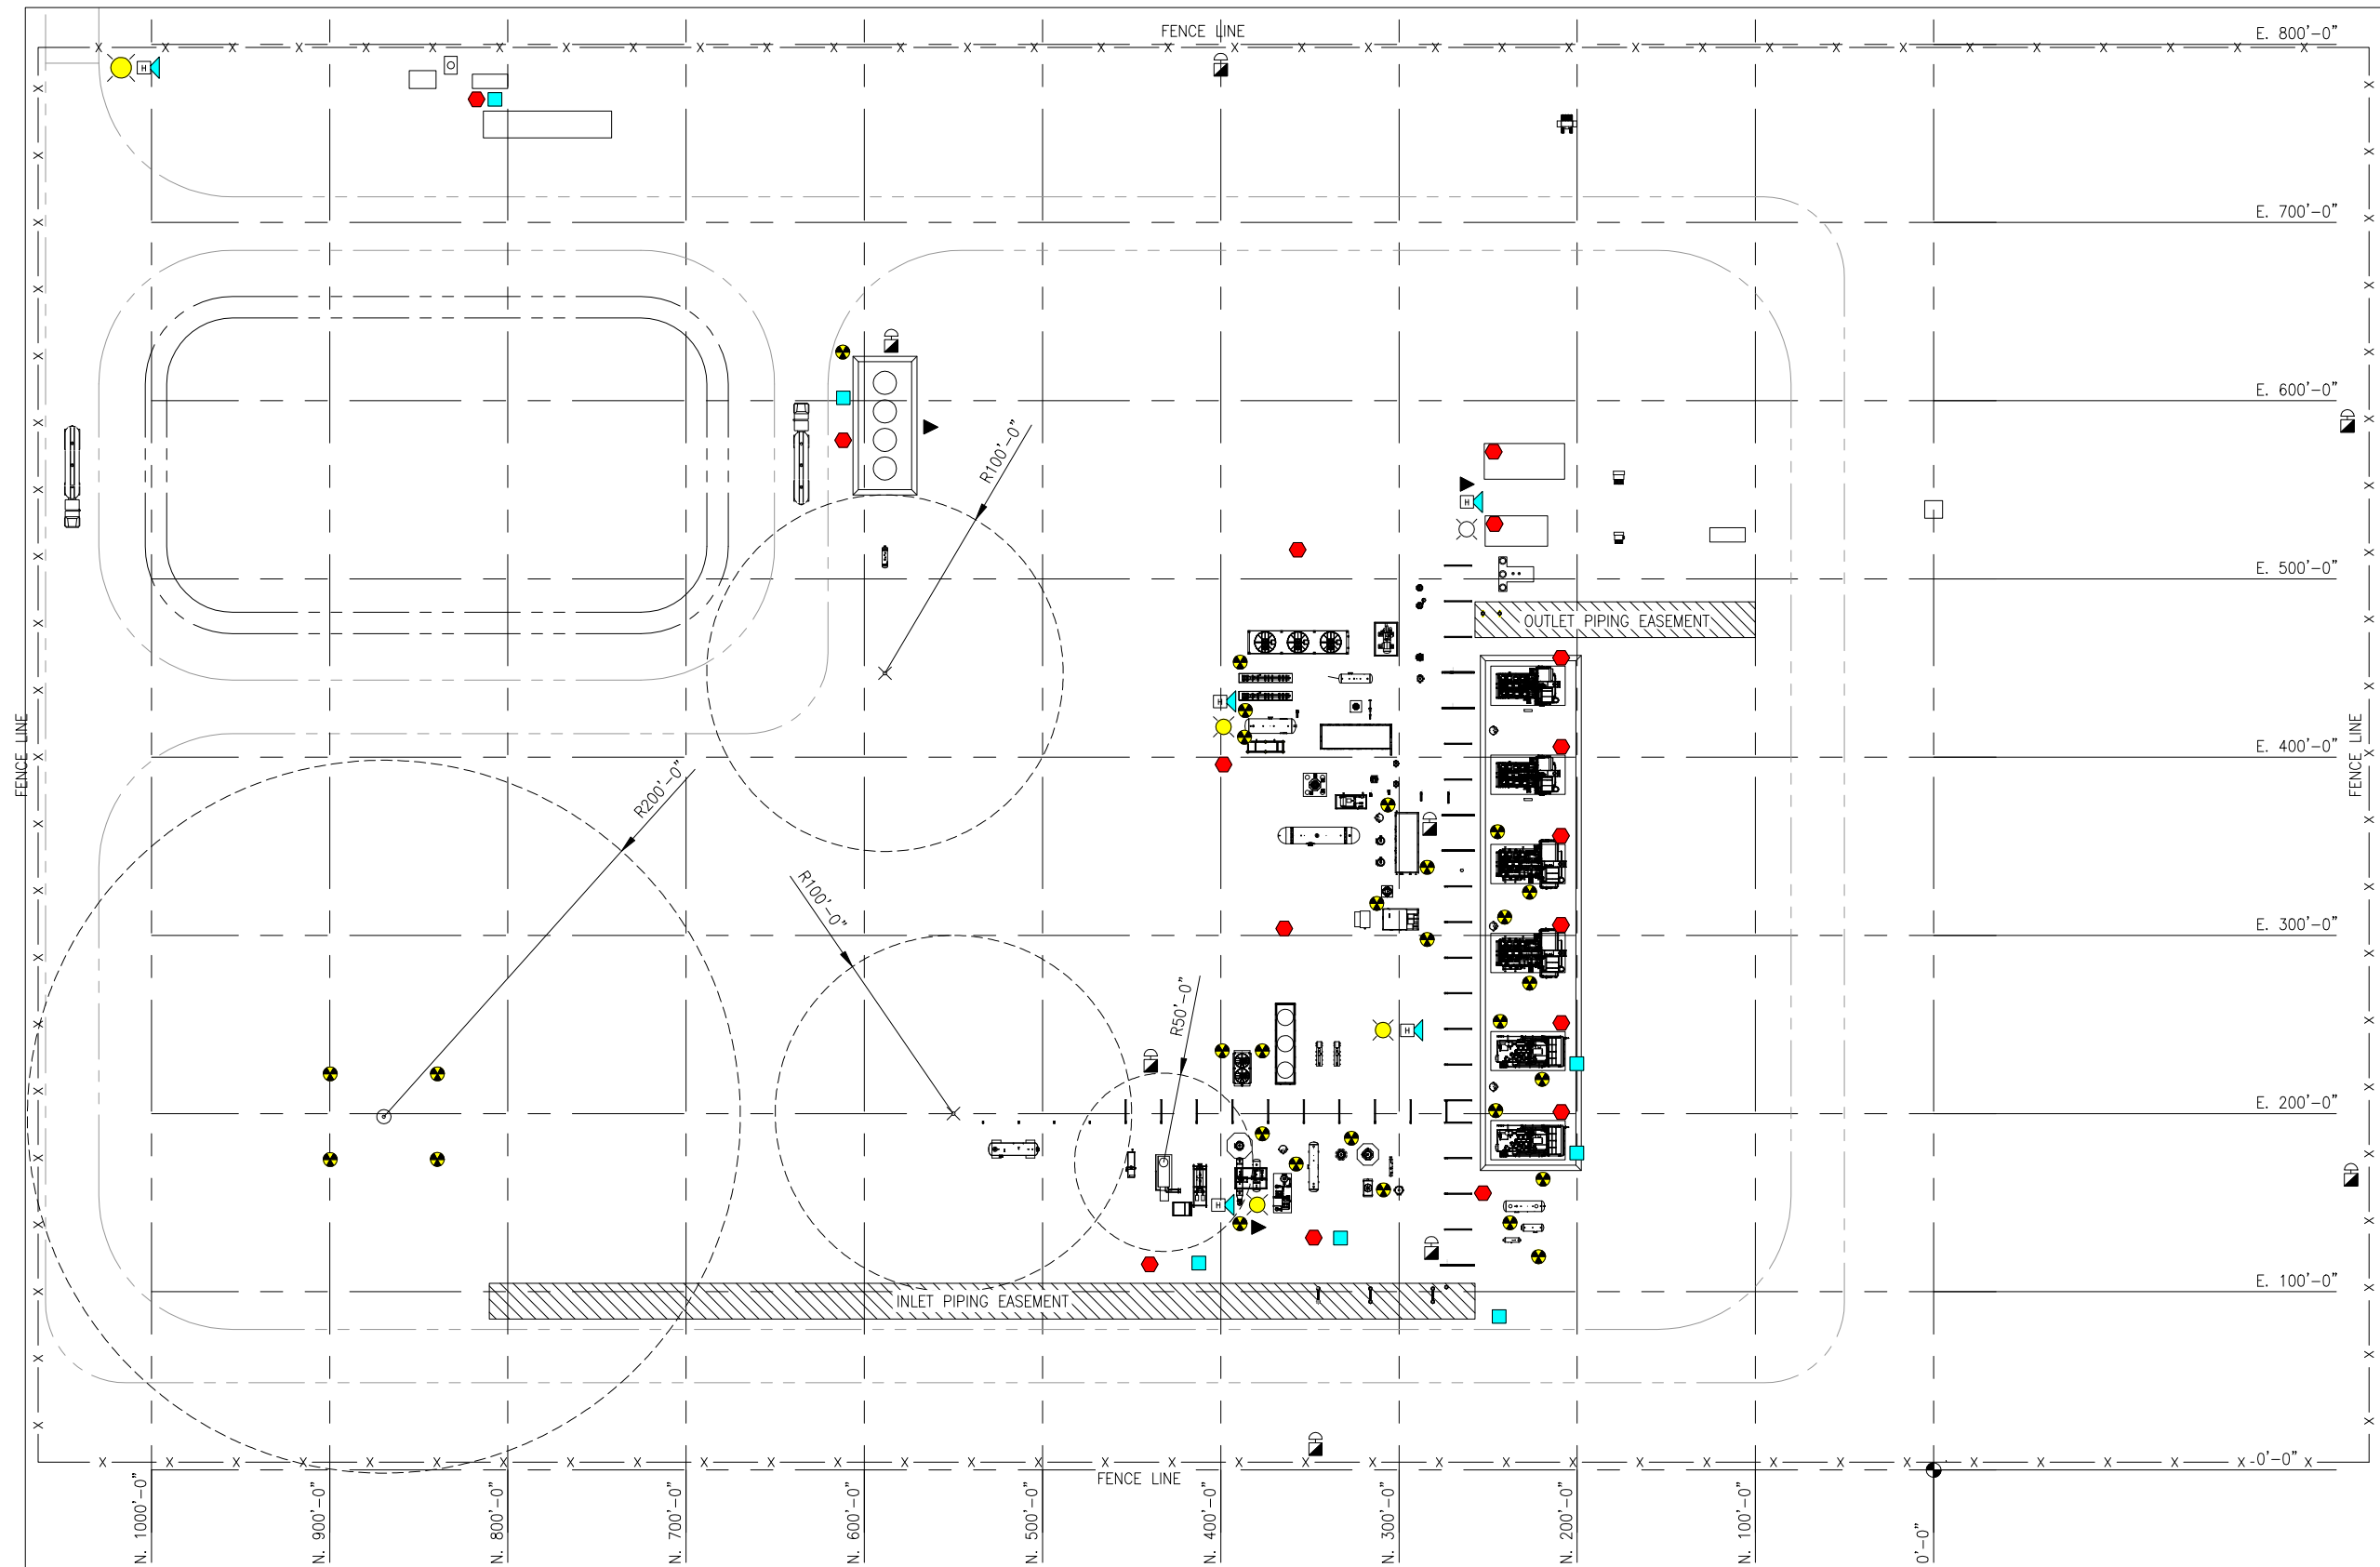 FENCE LINE
E. 800'-0"
E. 700'-0"
E. 600'-0"
R100'-0"
E. 500'-0"
OUTLET PIPING EASEMENT
FENCE LINE
FENCE LINE
R200'-0"
E. 400'-0"
R100'-0"
E. 300'-0"
R50'-0"
E. 200'-0"
E. 100'-0"
INLET PIPING EASEMENT
0'-0"
FENCE LINE
N. 1000'-0"
N. 900'-0"
N. 800'-0"
N. 700'-0"
N. 600'-0"
N. 500'-0"
N. 400'-0"
N. 300'-0"
N. 200'-0"
N. 100'-0"
0'-0"
H
H
H
H
H